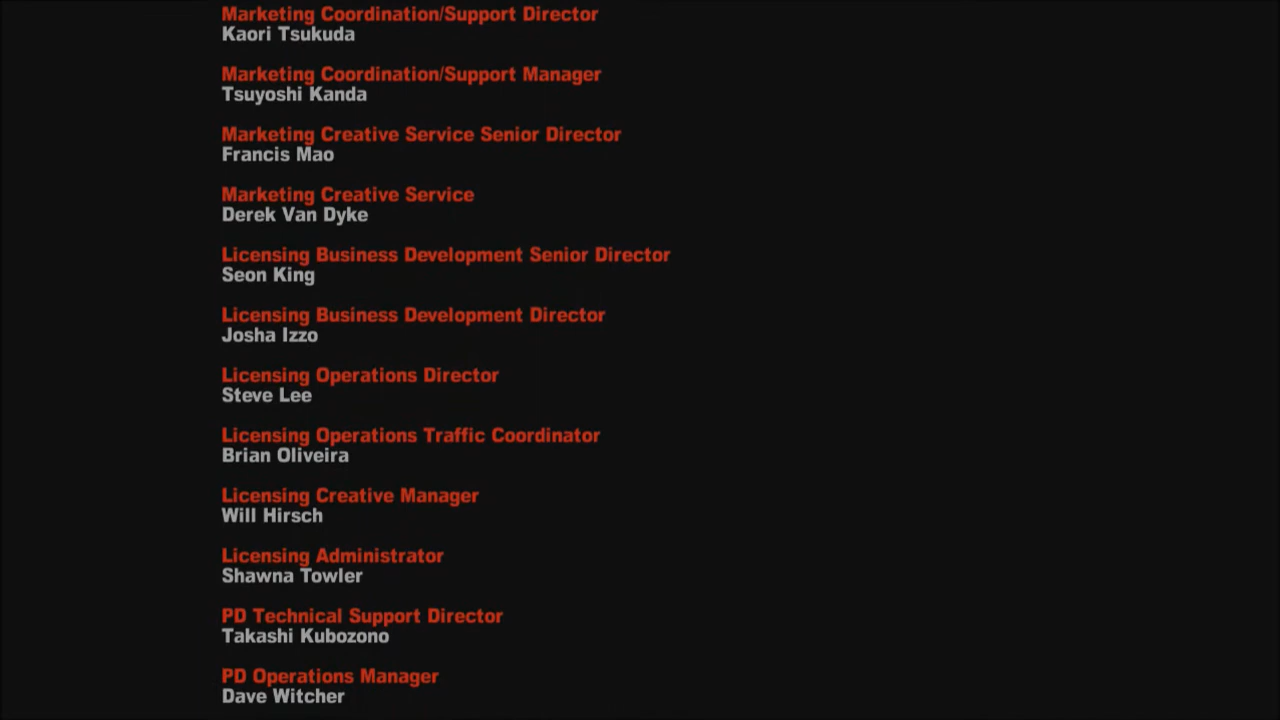 Marketing Coordination/Support Director
Kaori Tsukuda
Marketing Coordination/Support Manager
Tsuyoshi Kanda
Marketing Creative Service Senior Director
Francis Mao
Marketing Creative Service
Derek Van Dyke
Licensing Business Development Senior Director
Seon King
Licensing Business Development Director
Josha Izzo
Licensing Operations Director
Steve Lee
Licensing Operations Traffic Coordinator
Brian Oliveira
Licensing Creative Manager
Will Hirsch
Licensing Administrator
Shawna Towler
PD Technical Support Director
Takashi Kubozono
PD Operations Manager
Dave Witcher